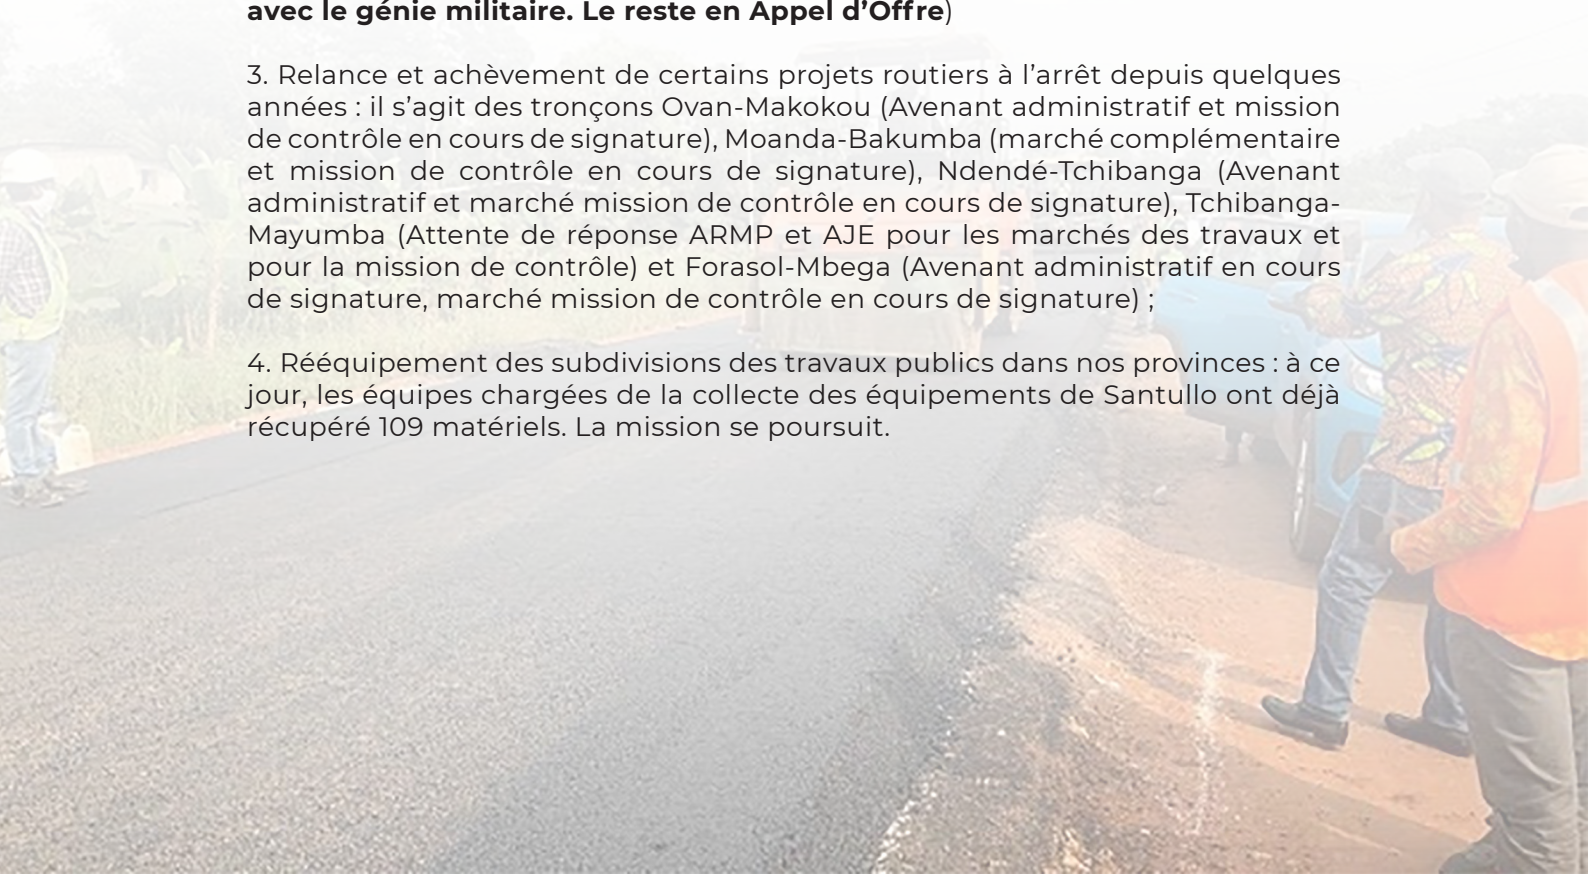 avec le génie militaire. Le reste en Appel d’Offre)
3. Relance et achèvement de certains projets routiers à l’arrêt depuis quelques
années : il s’agit des tronçons Ovan-Makokou (Avenant administratif et mission
de contrôle en cours de signature), Moanda-Bakumba (marché complémentaire
et mission de contrôle en cours de signature), Ndendé-Tchibanga (Avenant
administratif et marché mission de contrôle en cours de signature), Tchibanga-
Mayumba (Attente de réponse ARMP et AJE pour les marchés des travaux et
pour la mission de contrôle) et Forasol-Mbega (Avenant administratif en cours
de signature, marché mission de contrôle en cours de signature) ;
4. Rééquipement des subdivisions des travaux publics dans nos provinces : à ce
jour, les équipes chargées de la collecte des équipements de Santullo ont déjà
récupéré 109 matériels. La mission se poursuit.